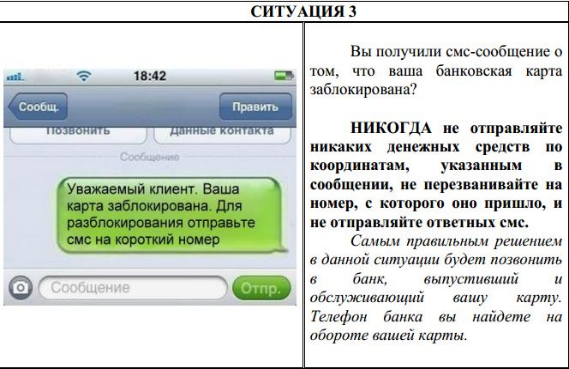 СИТУАЦИЯ 3
18:42
Сообщ.
Править
Позвонить
Данные контакта
Сообщение
Уважаемый клиент. Ваша
карта заблокирована. Для
разблокирования отправьте
смс на короткий номер
Сообщение
Отпр.
Вы получили смс-сообщение о
том, что ваша банковская карта
заблокирована?
НИКОГДА не отправляйте
никаких денежных средств по
координатам, указанным в
сообщении, не перезванивайте на
номер, с которого оно пришло, и
не отправляйте ответных смс.
Самым правильным решением
в данной ситуации будет позвонить
в банк, выпустивший и
обслуживающий вашу карту.
Телефон банка вы найдете на
обороте вашей карты.